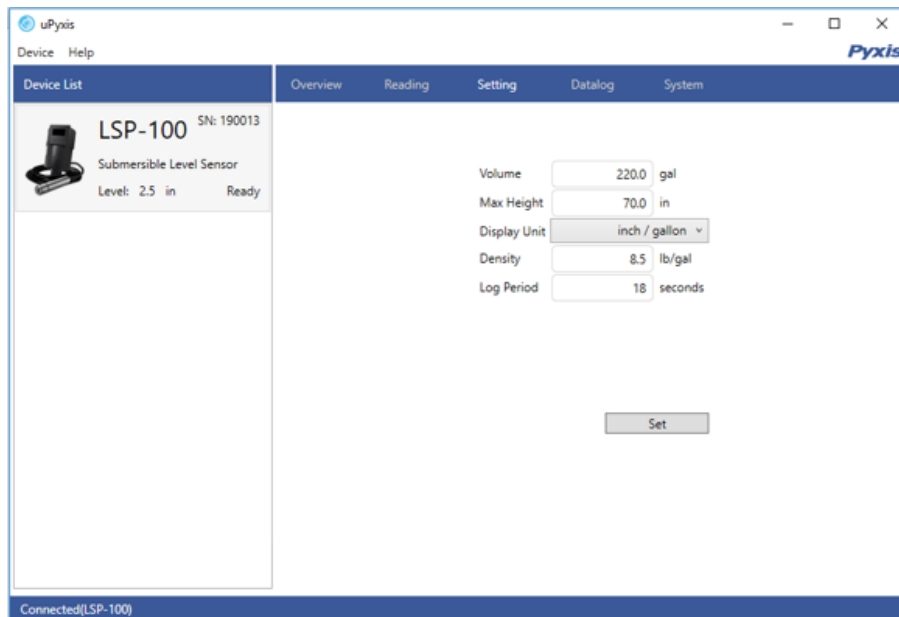 uPyxis
Device Help
Pyxis
Device List
Overview Reading Setting Datalog System
LSP-100 SN: 190013
Submersible Level Sensor
Level: 2.5 in Ready
Volume 220.0 gal
Max Height 70.0 in
Display Unit inch / gallon
Density 8.5 lb/gal
Log Period 18 seconds
Set
Connected(LSP-100)